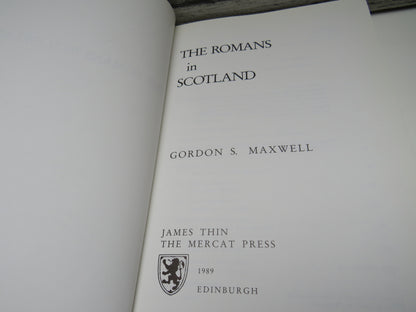 THE ROMANS
in
SCOTLAND
GORDON S. MAXWELL
JAMES THIN
THE MERCAT PRESS
1989
EDINBURGH